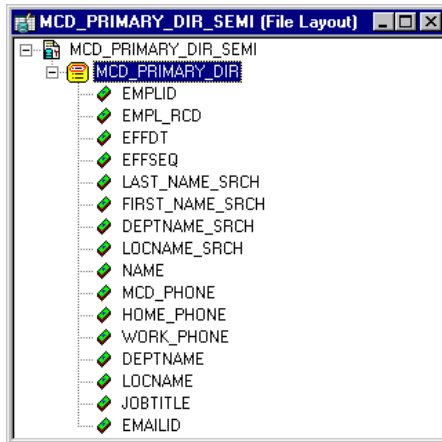 MCD_PRIMARY_DIR_SEMI (File Layout)
MCD_PRIMARY_DIR_SEMI
MCD_PRIMARY_DIR
EMPLID
EMPL_RCD
EFFDT
EFFSEQ
LAST_NAME_SRCH
FIRST_NAME_SRCH
DEPTNAME_SRCH
LOCNAME_SRCH
NAME
MCD_PHONE
HOME_PHONE
WORK_PHONE
DEPTNAME
LOCNAME
JOBTITLE
EMAILID